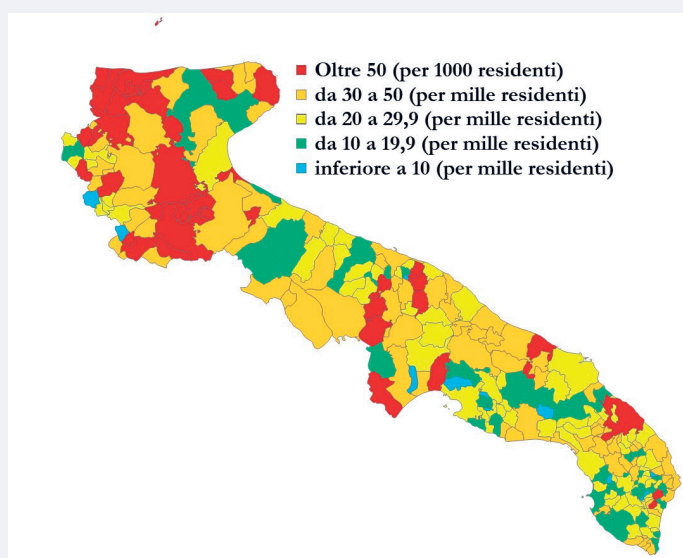 Oltre 50 (per 1000 residenti)
da 30 a 50 (per mille residenti)
da 20 a 29,9 (per mille residenti)
da 10 a 19,9 (per mille residenti)
inferiore a 10 (per mille residenti)